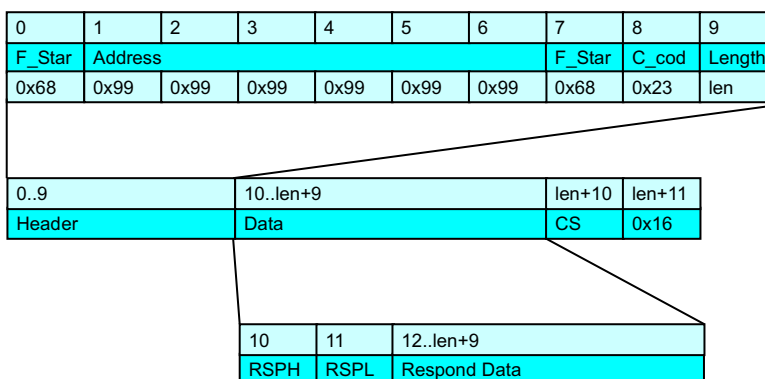 0 1 2 3 4 5 6 7 8 9
F_Star Address F_Star C_cod Length
0x68 0x99 0x99 0x99 0x99 0x99 0x99 0x68 0x23 len
0..9 10..len+9 len+10 len+11
Header Data CS 0x16
10 11 12..len+9
RSPH RSPL Respond Data